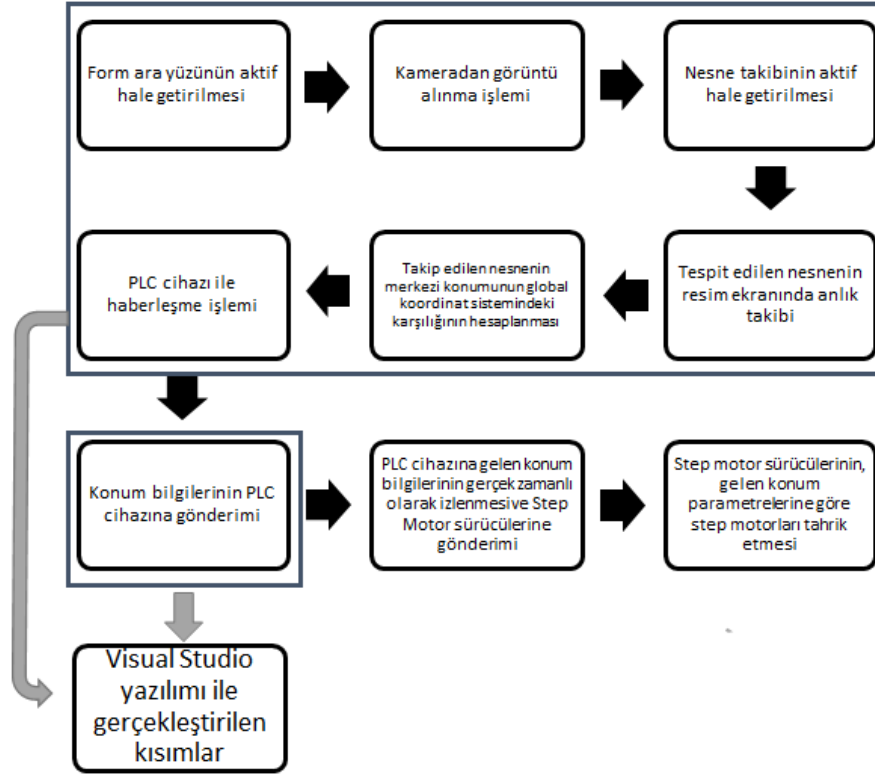 Form ara yüzünün aktif
hale getirilmesi
Kameradan görüntü
alınma işlemi
Nesne takibinin aktif
hale getirilmesi
Tespit edilen nesnenin
resim ekranında anlık
takibi
Takip edilen nesnenin
merkezi konumunun global
koordinat sistemindeki
karşılığının hesaplanması
PLC cihazı ile
haberleşme işlemi
Konum bilgilerinin PLC
cihazına gönderimi
PLC cihazına gelen konum
bilgilerinin gerçek zamanlı
olarak izlenmesive Step
Motor sürücülerine
gönderimi
Step motor sürücülerinin,
gelen konum
parametrelerine göre
step motorları tahrik
etmesi
Visual Studio
yazılımı ile
gerçekleştirilen
kısımlar